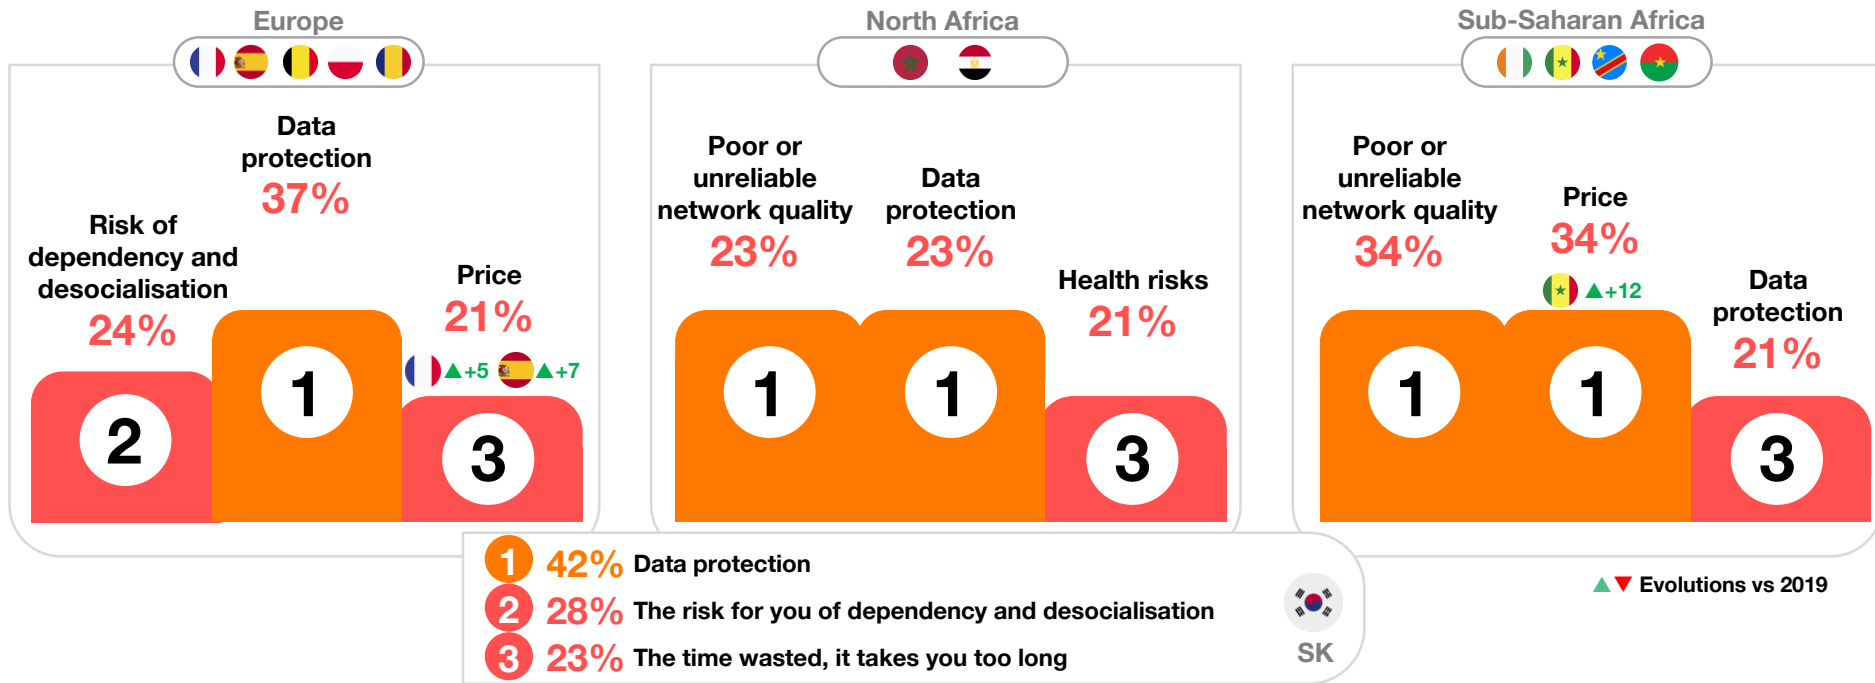 Europe
Risk of
dependency and
desocialisation
24%
2
Data
protection
37%
1
Price
21%
▲+5 ▲+7
3
North Africa
Poor or
unreliable
network quality
23%
1
Data
protection
23%
1
Health risks
21%
3
Sub-Saharan Africa
Poor or
unreliable
network quality
34%
1
Price
34%
▲+12
1
Data
protection
21%
3
1 42% Data protection
2 28% The risk for you of dependency and desocialisation
3 23% The time wasted, it takes you too long
SK
▲▼ Evolutions vs 2019